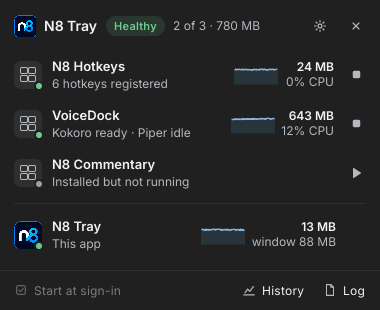 n8 N8 Tray Healthy 2 of 3 · 780 MB
N8 Hotkeys 24 MB
6 hotkeys registered 0% CPU
VoiceDock 643 MB
Kokoro ready · Piper idle 12% CPU
N8 Commentary
Installed but not running
n8 N8 Tray 13 MB
This app window 88 MB
Start at sign-in History Log